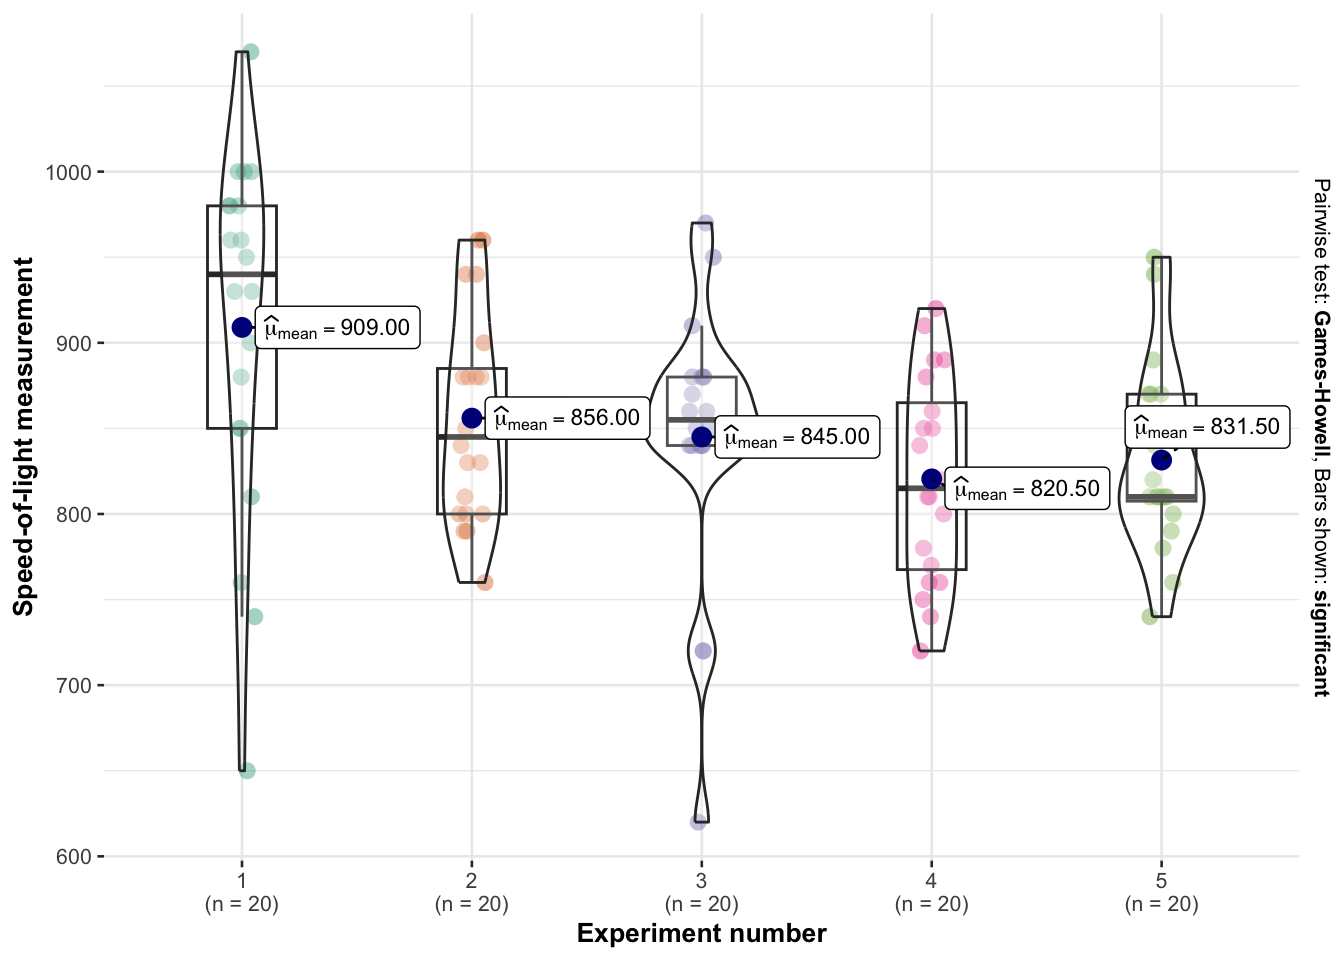 Speed-of-light measurement
1000
900
800
700
600
μ̂mean = 909.00
μ̂mean = 856.00
μ̂mean = 845.00
μ̂mean = 820.50
μ̂mean = 831.50
1
(n = 20)
2
(n = 20)
3
(n = 20)
4
(n = 20)
5
(n = 20)
Experiment number
Pairwise test: Games-Howell, Bars shown: significant